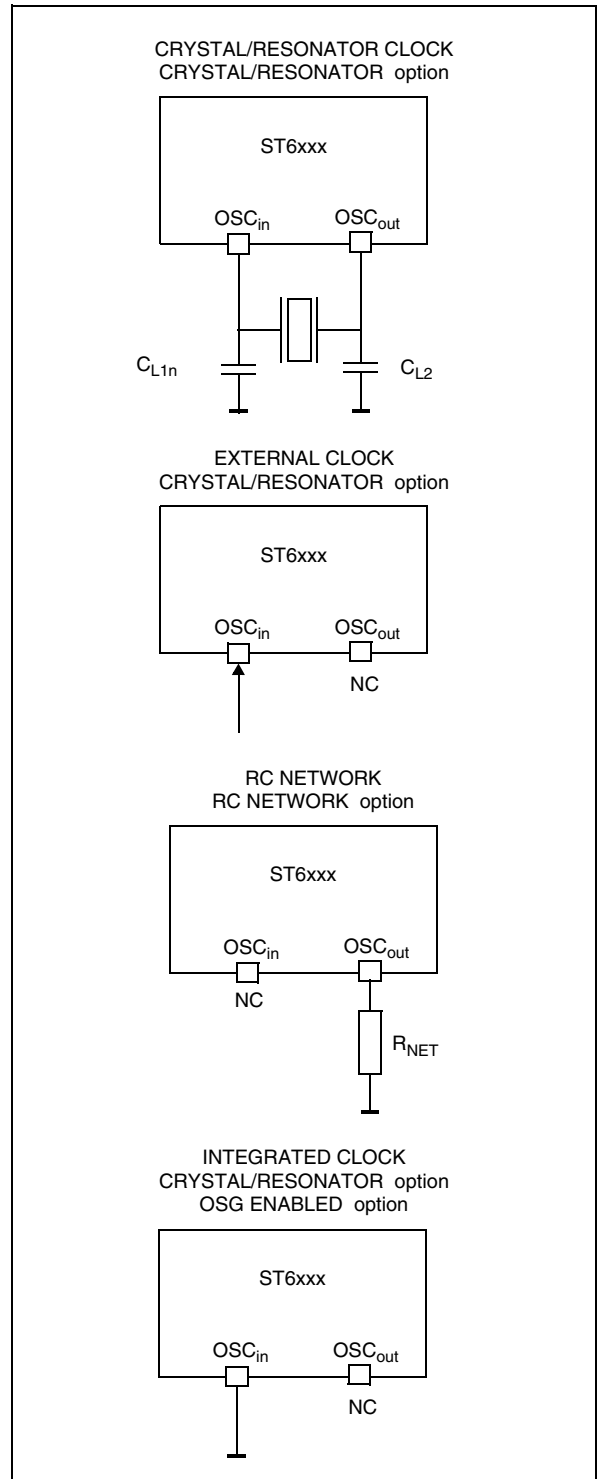 CRYSTAL/RESONATOR CLOCK
CRYSTAL/RESONATOR option
ST6xxx
OSCin OSCout
CL1n CL2
EXTERNAL CLOCK
CRYSTAL/RESONATOR option
ST6xxx
OSCin OSCout
NC
RC NETWORK
RC NETWORK option
ST6xxx
OSCin OSCout
NC
RNET
INTEGRATED CLOCK
CRYSTAL/RESONATOR option
OSG ENABLED option
ST6xxx
OSCin OSCout
NC